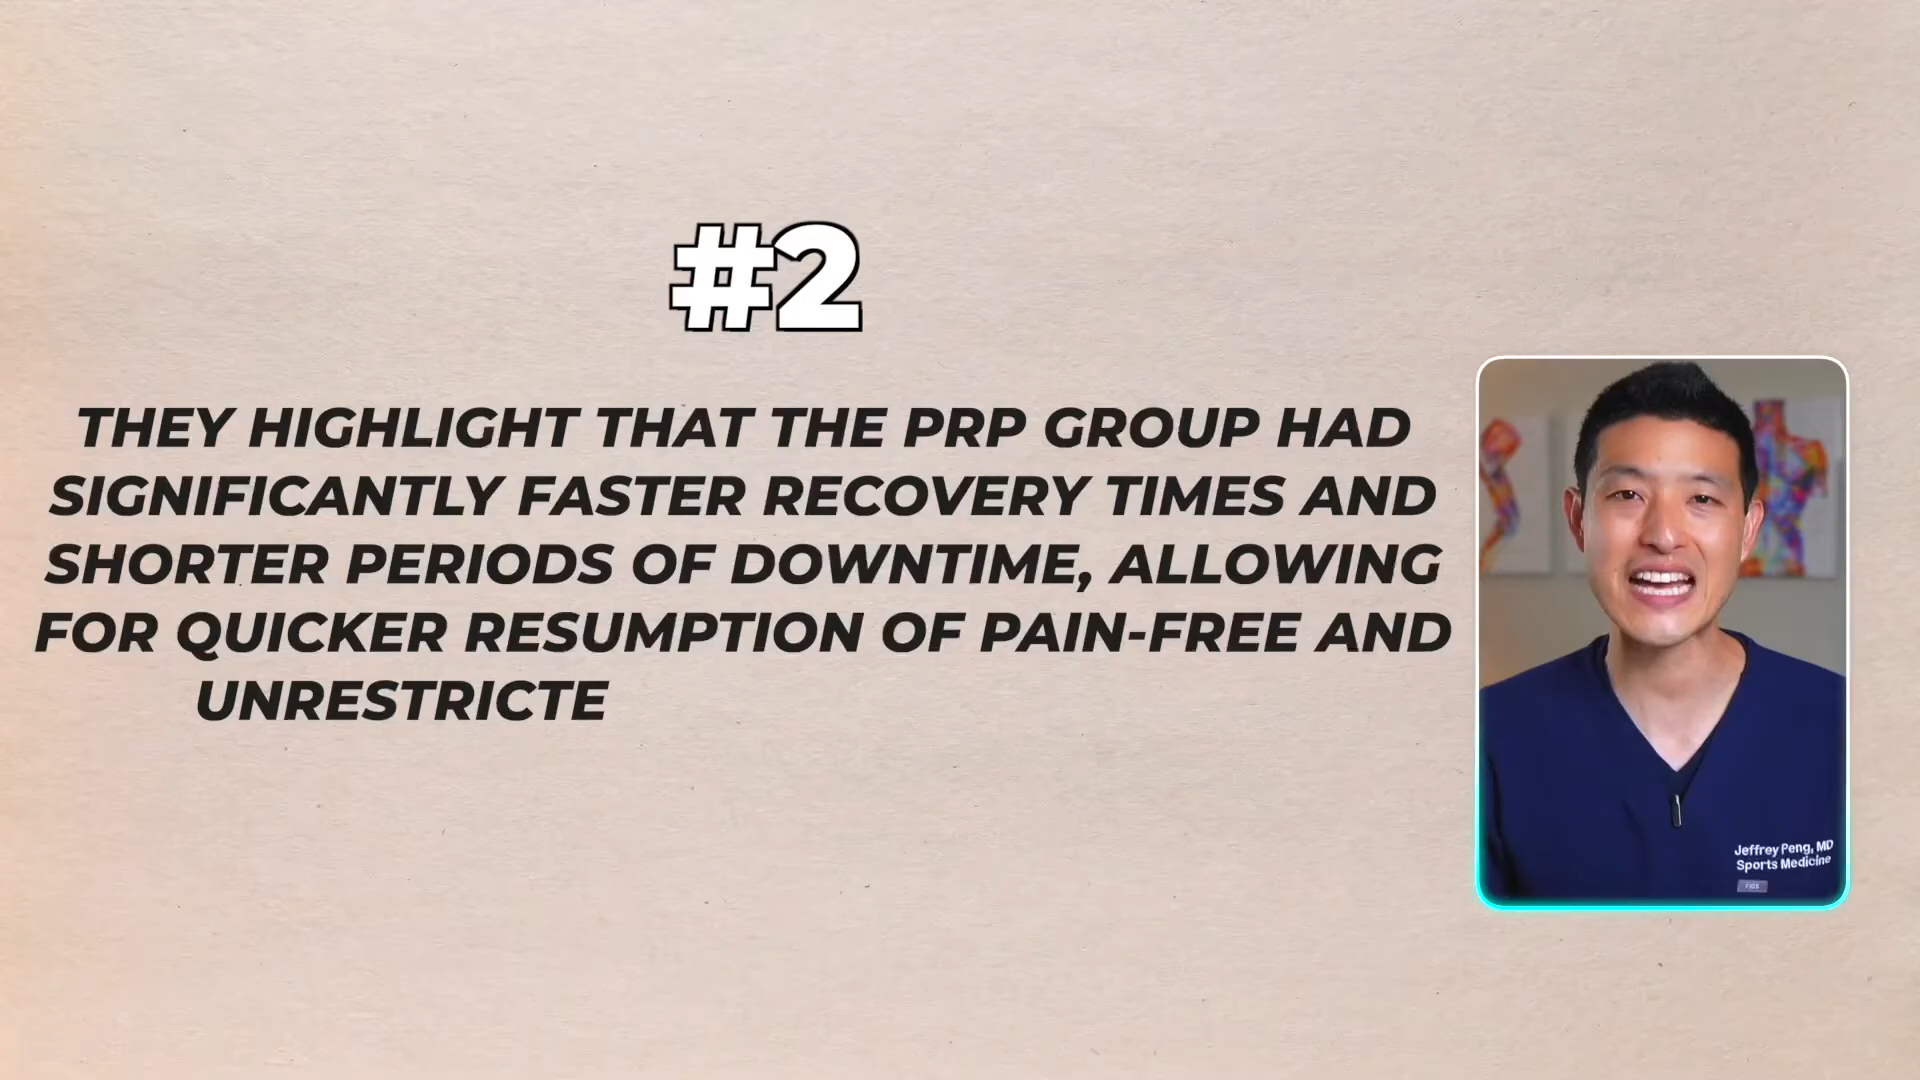 #2
THEY HIGHLIGHT THAT THE PRP GROUP HAD
SIGNIFICANTLY FASTER RECOVERY TIMES AND
SHORTER PERIODS OF DOWNTIME, ALLOWING
FOR QUICKER RESUMPTION OF PAIN-FREE AND
UNRESTRICTE
Jeffrey Peng, MD
Sports Medicine
FIGS